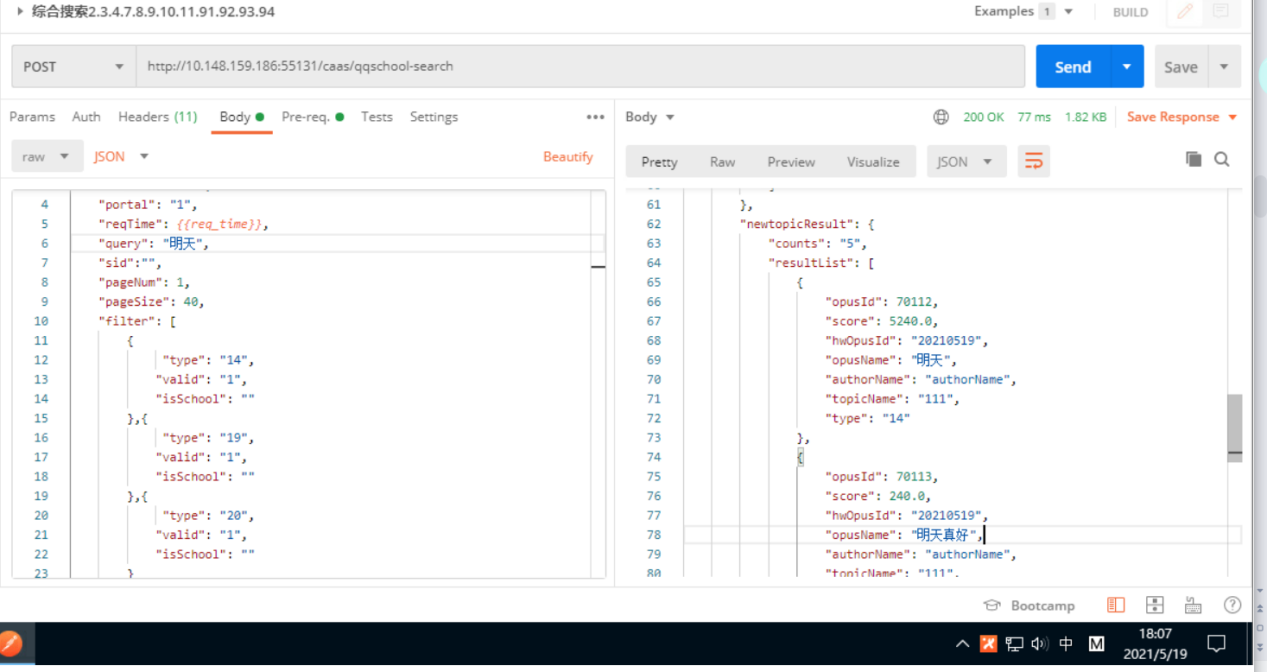 综合搜索2.3.4.7.8.9.10.11.91.92.93.94
Examples 1
BUILD
POST
http://10.148.159.186:55131/caas/qqschool-search
Send
Save
Params Auth Headers (11) Body Pre-req. Tests Settings
raw JSON Beautify
4 "portal": "1",
5 "reqTime": {{req_time}},
6 "query": "明天",
7 "sid":"",
8 "pageNum": 1,
9 "pageSize": 40,
10 "filter": [
11 {
12 "type": "14",
13 "valid": "1",
14 "isSchool": ""
15 },{
16 "type": "19",
17 "valid": "1",
18 "isSchool": ""
19 },{
20 "type": "20",
21 "valid": "1",
22 "isSchool": ""
23 }
Body 200 OK 77 ms 1.82 KB Save Response
Pretty Raw Preview Visualize JSON
61 },
62 "newtopicResult": {
63 "counts": "5",
64 "resultList": [
65 {
66 "opusId": 70112,
67 "score": 5240.0,
68 "hwOpusId": "20210519",
69 "opusName": "明天",
70 "authorName": "authorName",
71 "topicName": "111",
72 "type": "14"
73 },
74 {
75 "opusId": 70113,
76 "score": 240.0,
77 "hwOpusId": "20210519",
78 "opusName": "明天真好",
79 "authorName": "authorName",
80 "topicName": "111",
Bootcamp
中 M
18:07
2021/5/19